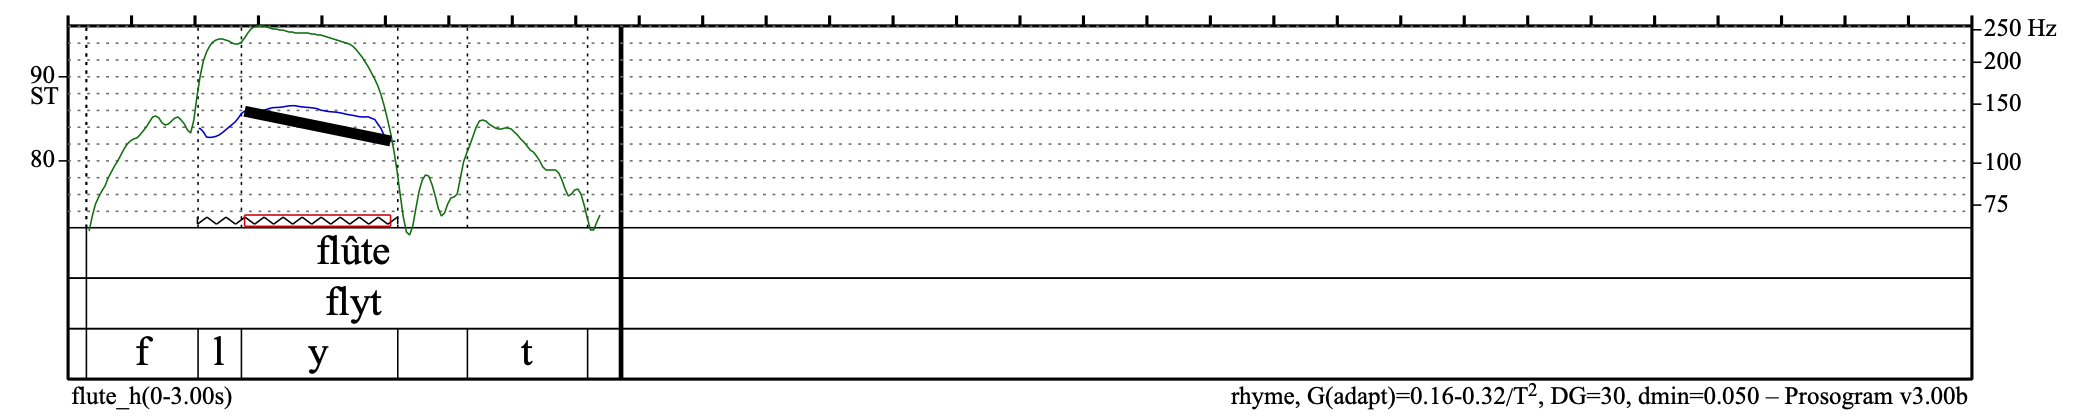 250 Hz
90
200
ST
150
80
100
75
flûte
flyt
f l y t
flute_h(0-3.00s)
rhyme, G(adapt)=0.16-0.32/T², DG=30, dmin=0.050 – Prosogram v3.00b